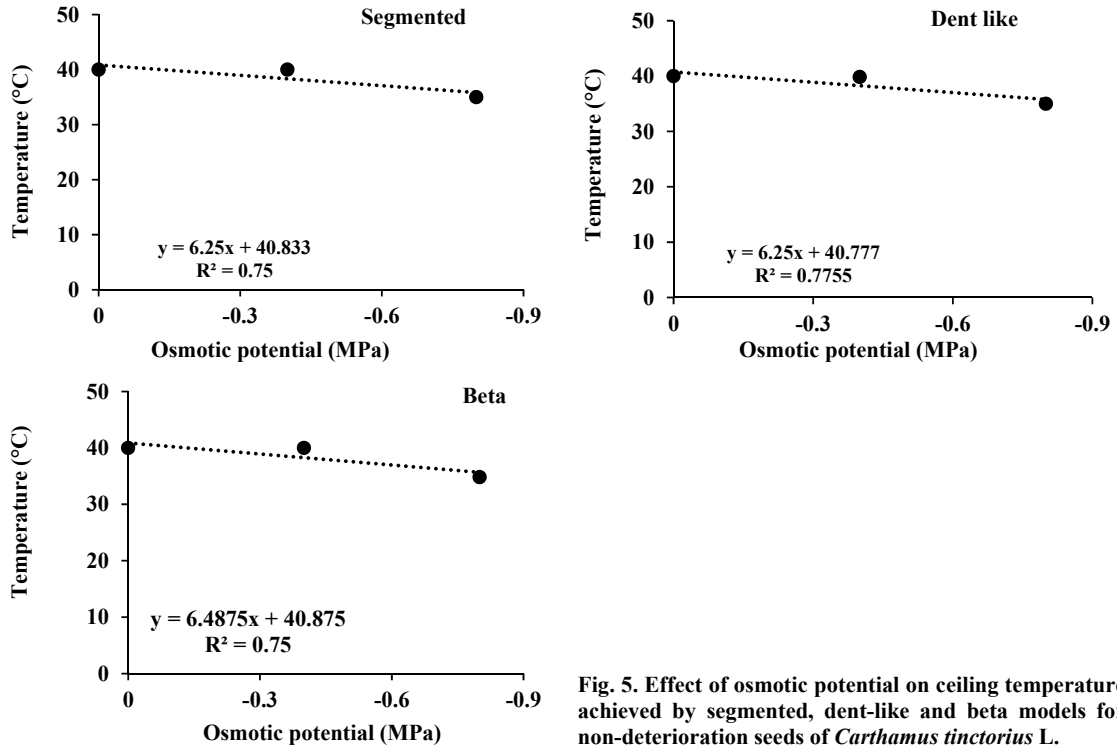 Segmented
50
40
30
20
10
0
Temperature (°C)
y = 6.25x + 40.833
R² = 0.75
0 -0.3 -0.6 -0.9
Osmotic potential (MPa)
Dent like
50
40
30
20
10
0
Temperature (°C)
y = 6.25x + 40.777
R² = 0.7755
0 -0.3 -0.6 -0.9
Osmotic potential (MPa)
Beta
50
40
30
20
10
0
Temperature (°C)
y = 6.4875x + 40.875
R² = 0.75
0 -0.3 -0.6 -0.9
Osmotic potential (MPa)
Fig. 5. Effect of osmotic potential on ceiling temperature
achieved by segmented, dent-like and beta models for
non-deterioration seeds of Carthamus tinctorius L.